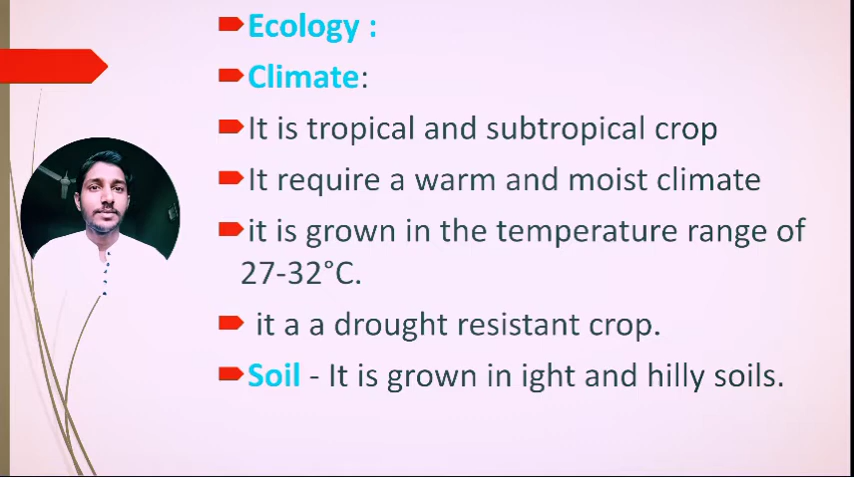 Ecology :
Climate:
It is tropical and subtropical crop
It require a warm and moist climate
it is grown in the temperature range of
27-32°C.
it a a drought resistant crop.
Soil - It is grown in ight and hilly soils.